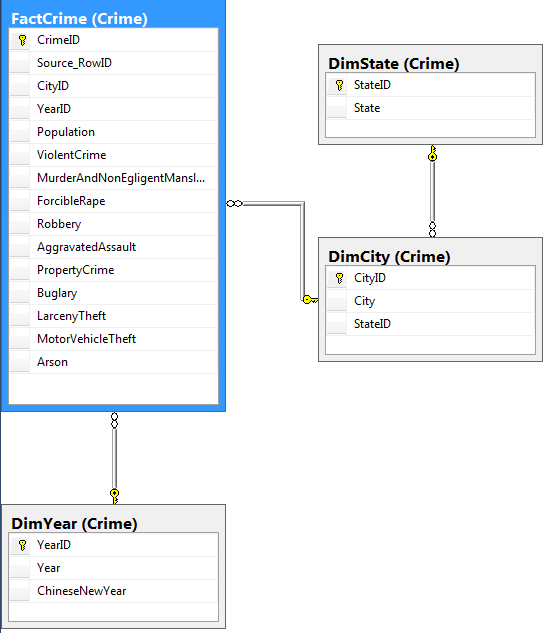 FactCrime (Crime)
CrimeID
Source_RowID
CityID
YearID
Population
ViolentCrime
MurderAndNonEgligentMansl...
ForcibleRape
Robbery
AggravatedAssault
PropertyCrime
Buglary
LarcenyTheft
MotorVehicleTheft
Arson
DimState (Crime)
StateID
State
DimCity (Crime)
CityID
City
StateID
DimYear (Crime)
YearID
Year
ChineseNewYear